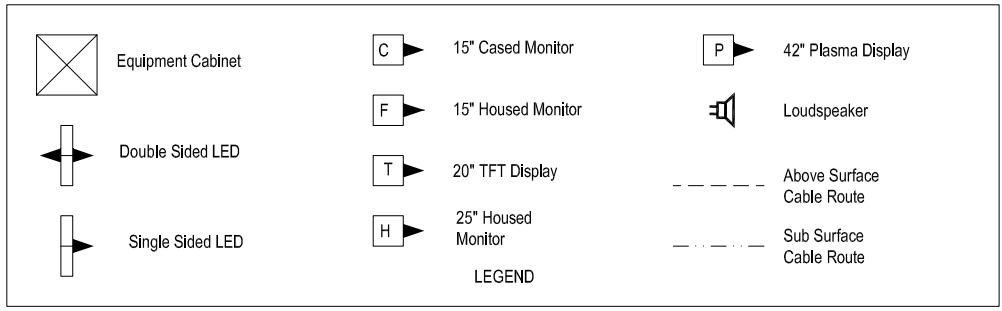 Equipment Cabinet
Double Sided LED
Single Sided LED
C
15" Cased Monitor
F
15" Housed Monitor
T
20" TFT Display
H
25" Housed
Monitor
P
42" Plasma Display
Loudspeaker
Above Surface
Cable Route
Sub Surface
Cable Route
LEGEND